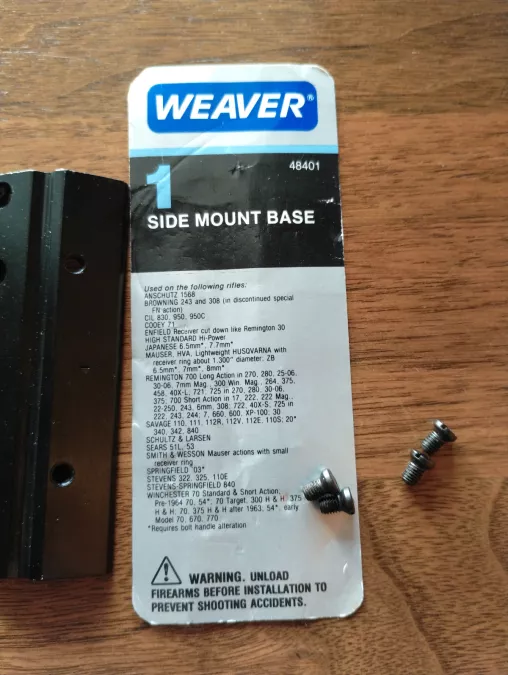 WEAVER®
48401
1
SIDE MOUNT BASE
Used on the following rifles:
ANSCHUTZ 1568
BROWNING 243 and 308 (in discontinued special
FN action)
CIL 830, 950, 950C
COOEY 71
ENFIELD Receiver cut down like Remington 30
HIGH STANDARD Hi-Power
JAPANESE 6.5mm*, 7.7mm*
MAUSER, HVA, Lightweight HUSQVARNA with
receiver ring about 1.300" diameter, ZB
6.5mm*, 7mm*, 8mm*
REMINGTON 700 Long Action in 270, 280, 25-06,
30-06, 7mm Mag., 300 Win. Mag., 264, 375,
458, 40X-L, 721, 725 in 270, 280, 30-06,
375; 700 Short Action in 17, 222, 222 Mag.,
22-250, 243, 6mm, 308; 722, 40X-S, 725 in
222, 243, 244; 7, 660, 600, XP-100; 30
SAVAGE 110, 111, 112R, 112V, 112E, 110S; 20*
340, 342, 840
SCHULTZ & LARSEN
SEARS 51L, 53
SMITH & WESSON Mauser actions with small
receiver ring
SPRINGFIELD '03*
STEVENS 322, 325, 110E
STEVENS-SPRINGFIELD 840
WINCHESTER 70 Standard & Short Action,
Pre-1964 70, 54*, 70 Target, 300 H & H, 375
H & H; 70, 375 H & H after 1963, 54*, early
Model 70, 670, 770
*Requires bolt handle alteration
WARNING. UNLOAD
FIREARMS BEFORE INSTALLATION TO
PREVENT SHOOTING ACCIDENTS.